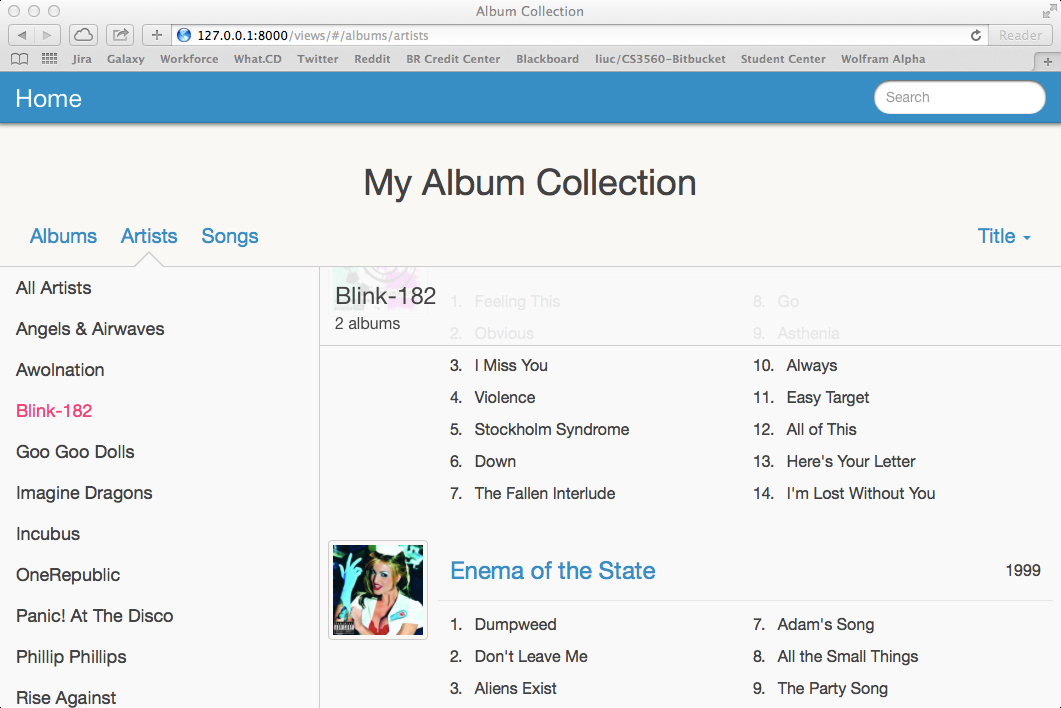 Album Collection
127.0.0.1:8000/views/#/albums/artists
Reader
Jira Galaxy Workforce What.CD Twitter Reddit BR Credit Center Blackboard liuc/CS3560-Bitbucket Student Center Wolfram Alpha
Home
Search
My Album Collection
Albums Artists Songs
Title
All Artists
Angels & Airwaves
Awolnation
Blink-182
Goo Goo Dolls
Imagine Dragons
Incubus
OneRepublic
Panic! At The Disco
Phillip Phillips
Rise Against
Blink-182
2 albums
1. Feeling This
2. Obvious
3. I Miss You
4. Violence
5. Stockholm Syndrome
6. Down
7. The Fallen Interlude
8. Go
9. Asthenia
10. Always
11. Easy Target
12. All of This
13. Here's Your Letter
14. I'm Lost Without You
Enema of the State
1999
1. Dumpweed
2. Don't Leave Me
3. Aliens Exist
7. Adam's Song
8. All the Small Things
9. The Party Song